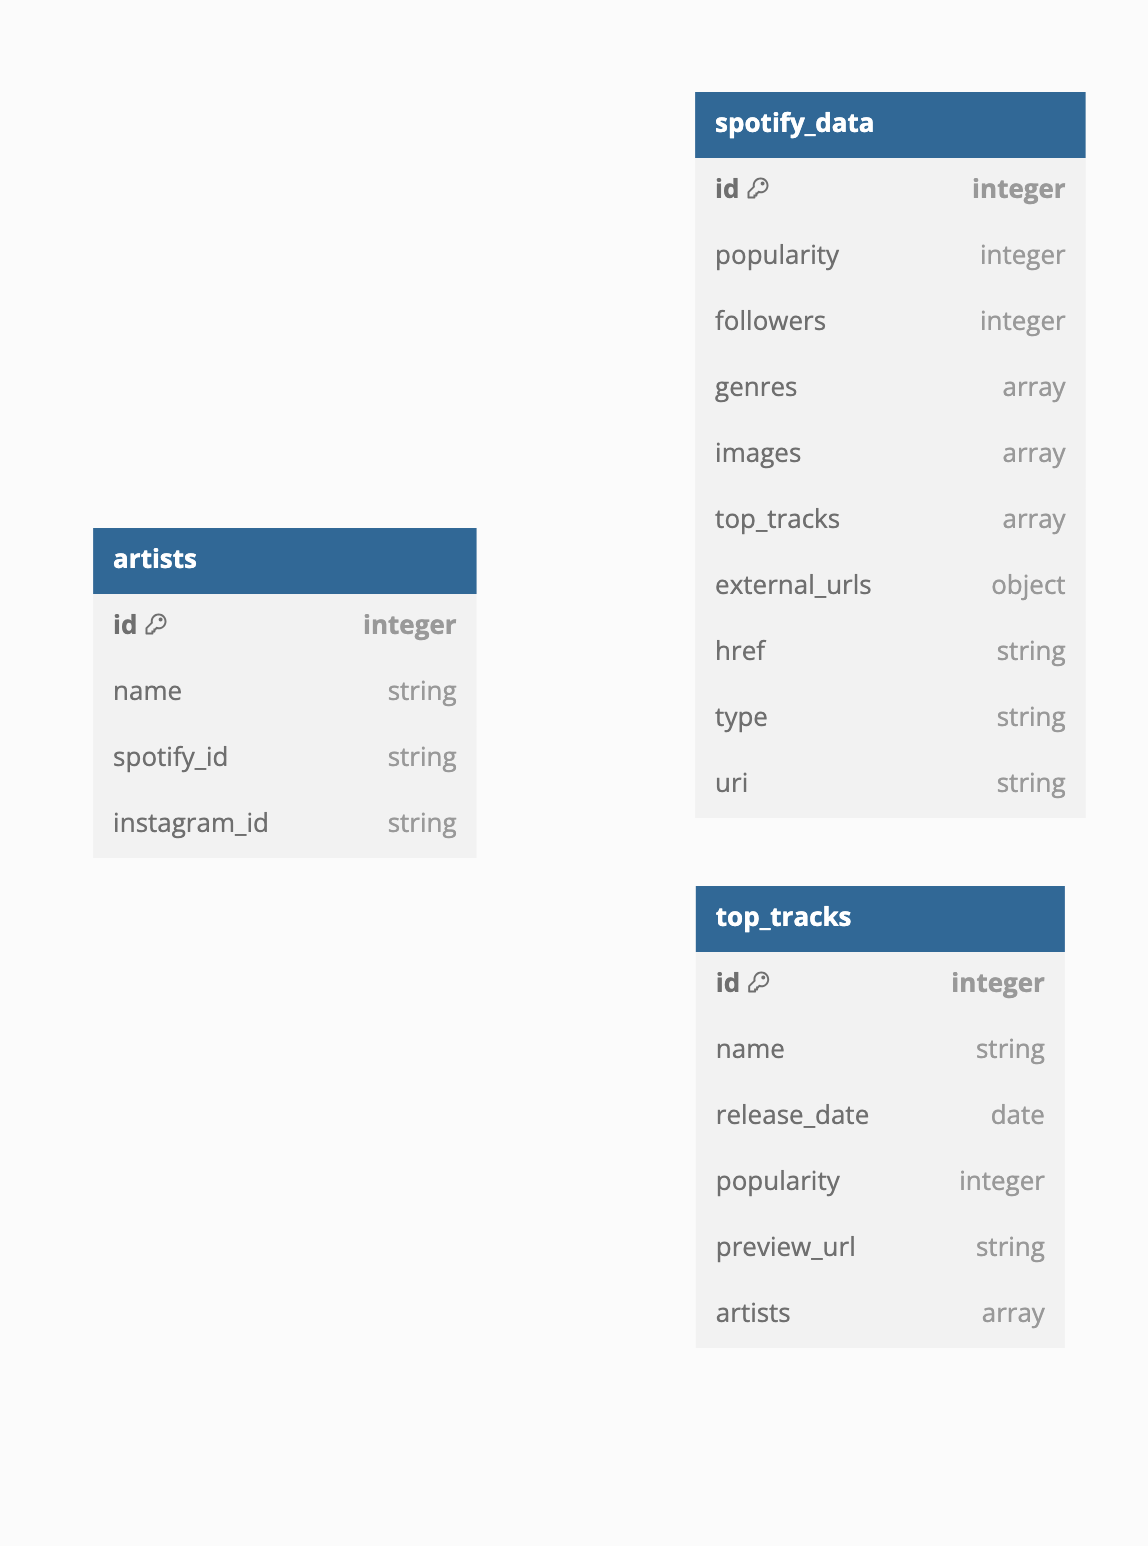 spotify_data
id integer
popularity integer
followers integer
genres array
images array
top_tracks array
external_urls object
href string
type string
uri string
artists
id integer
name string
spotify_id string
instagram_id string
top_tracks
id integer
name string
release_date date
popularity integer
preview_url string
artists array